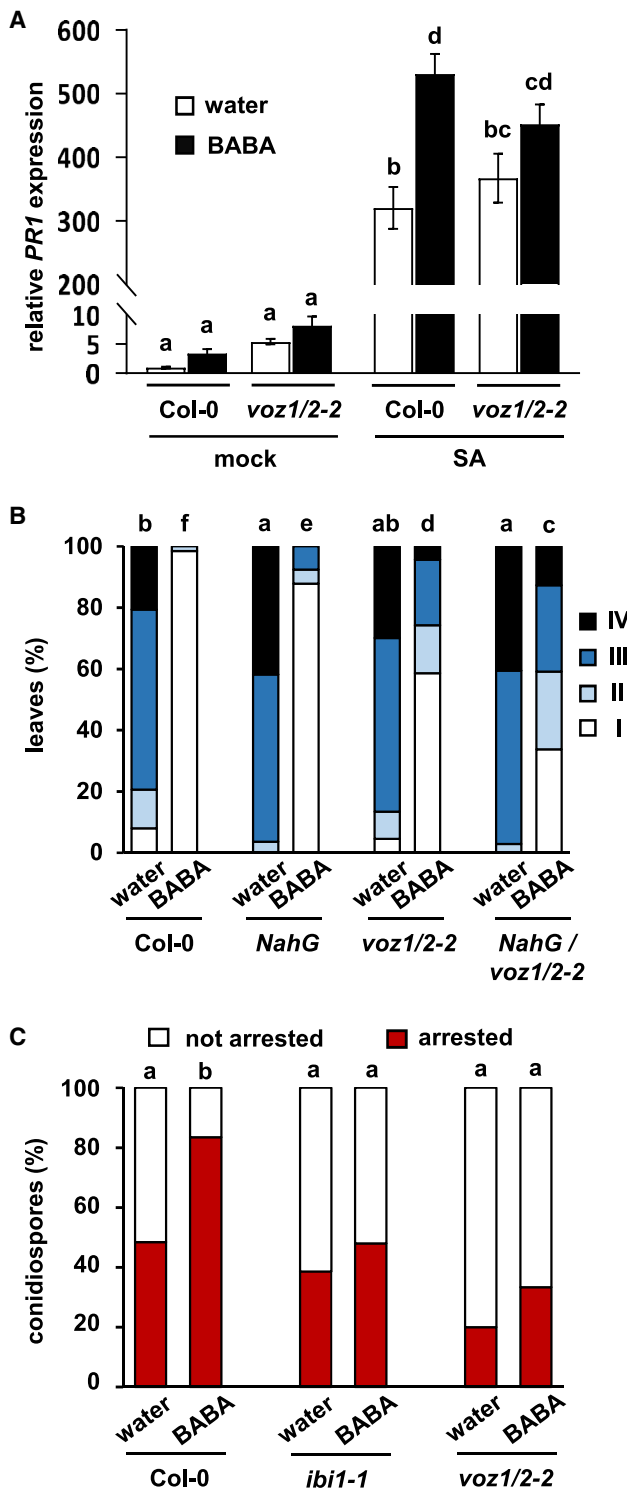 A
600
500
400
300
200
10
5
0
relative PR1 expression
water
BABA
a a a a b d bc cd
Col-0 voz1/2-2 Col-0 voz1/2-2
mock SA
B
b f a e ab d a c
100
80
60
40
20
0
leaves (%)
IV
III
II
I
water BABA water BABA water BABA water BABA
Col-0 NahG voz1/2-2 NahG /
voz1/2-2
C
not arrested arrested
a b a a a a
100
80
60
40
20
0
conidiospores (%)
water BABA water BABA water BABA
Col-0 ibi1-1 voz1/2-2